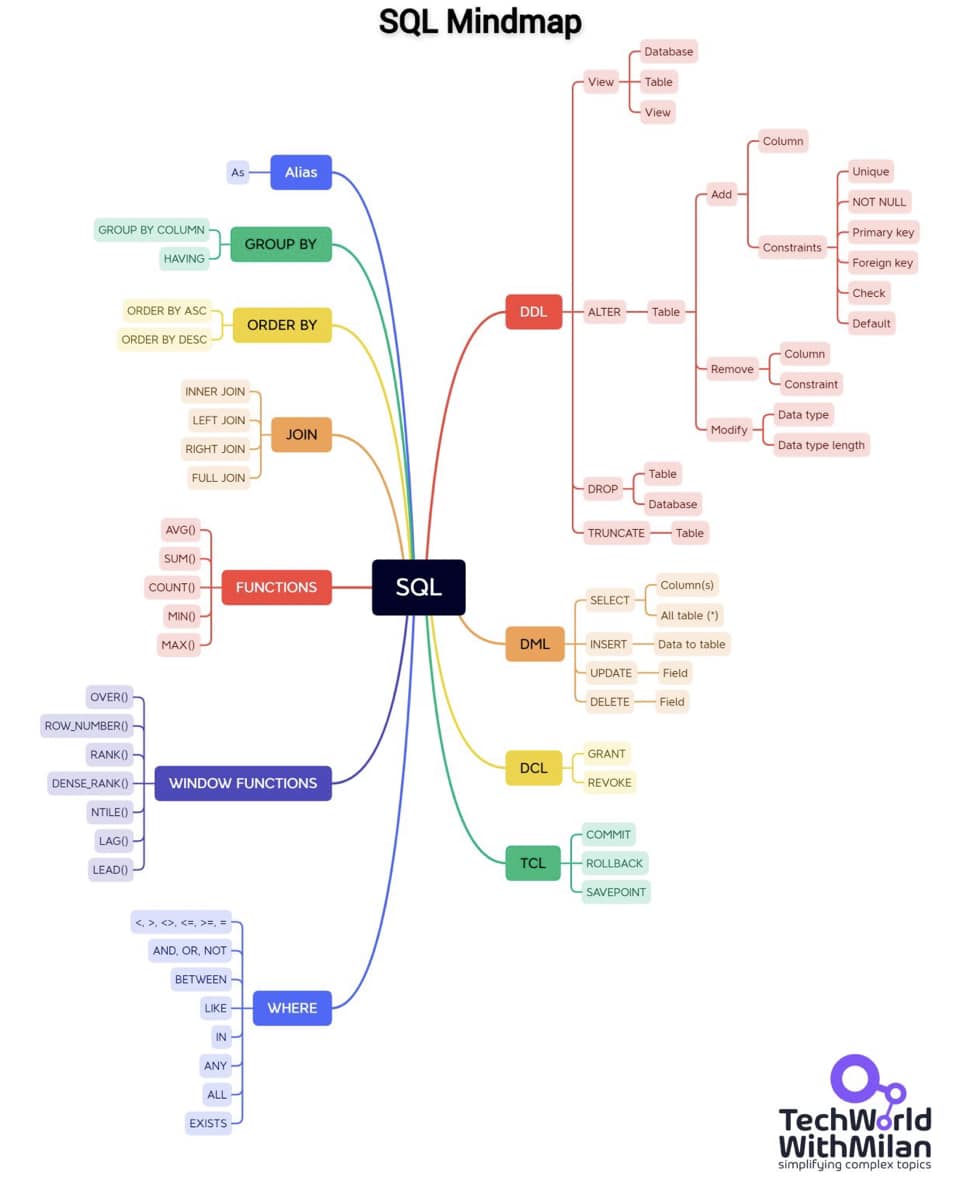 SQL Mindmap
Alias
As
GROUP BY
GROUP BY COLUMN
HAVING
ORDER BY
ORDER BY ASC
ORDER BY DESC
JOIN
INNER JOIN
LEFT JOIN
RIGHT JOIN
FULL JOIN
FUNCTIONS
AVG()
SUM()
COUNT()
MIN()
MAX()
WINDOW FUNCTIONS
OVER()
ROW_NUMBER()
RANK()
DENSE_RANK()
NTILE()
LAG()
LEAD()
WHERE
<, >, <>, <=, >=, =
AND, OR, NOT
BETWEEN
LIKE
IN
ANY
ALL
EXISTS
SQL
DDL
View
Database
Table
View
ALTER
Table
Add
Column
Constraints
Unique
NOT NULL
Primary key
Foreign key
Check
Default
Remove
Column
Constraint
Modify
Data type
Data type length
DROP
Table
Database
TRUNCATE
Table
DML
SELECT
Column(s)
All table (*)
INSERT
Data to table
UPDATE
Field
DELETE
Field
DCL
GRANT
REVOKE
TCL
COMMIT
ROLLBACK
SAVEPOINT
TechWorld
WithMilan
simplifying complex topics